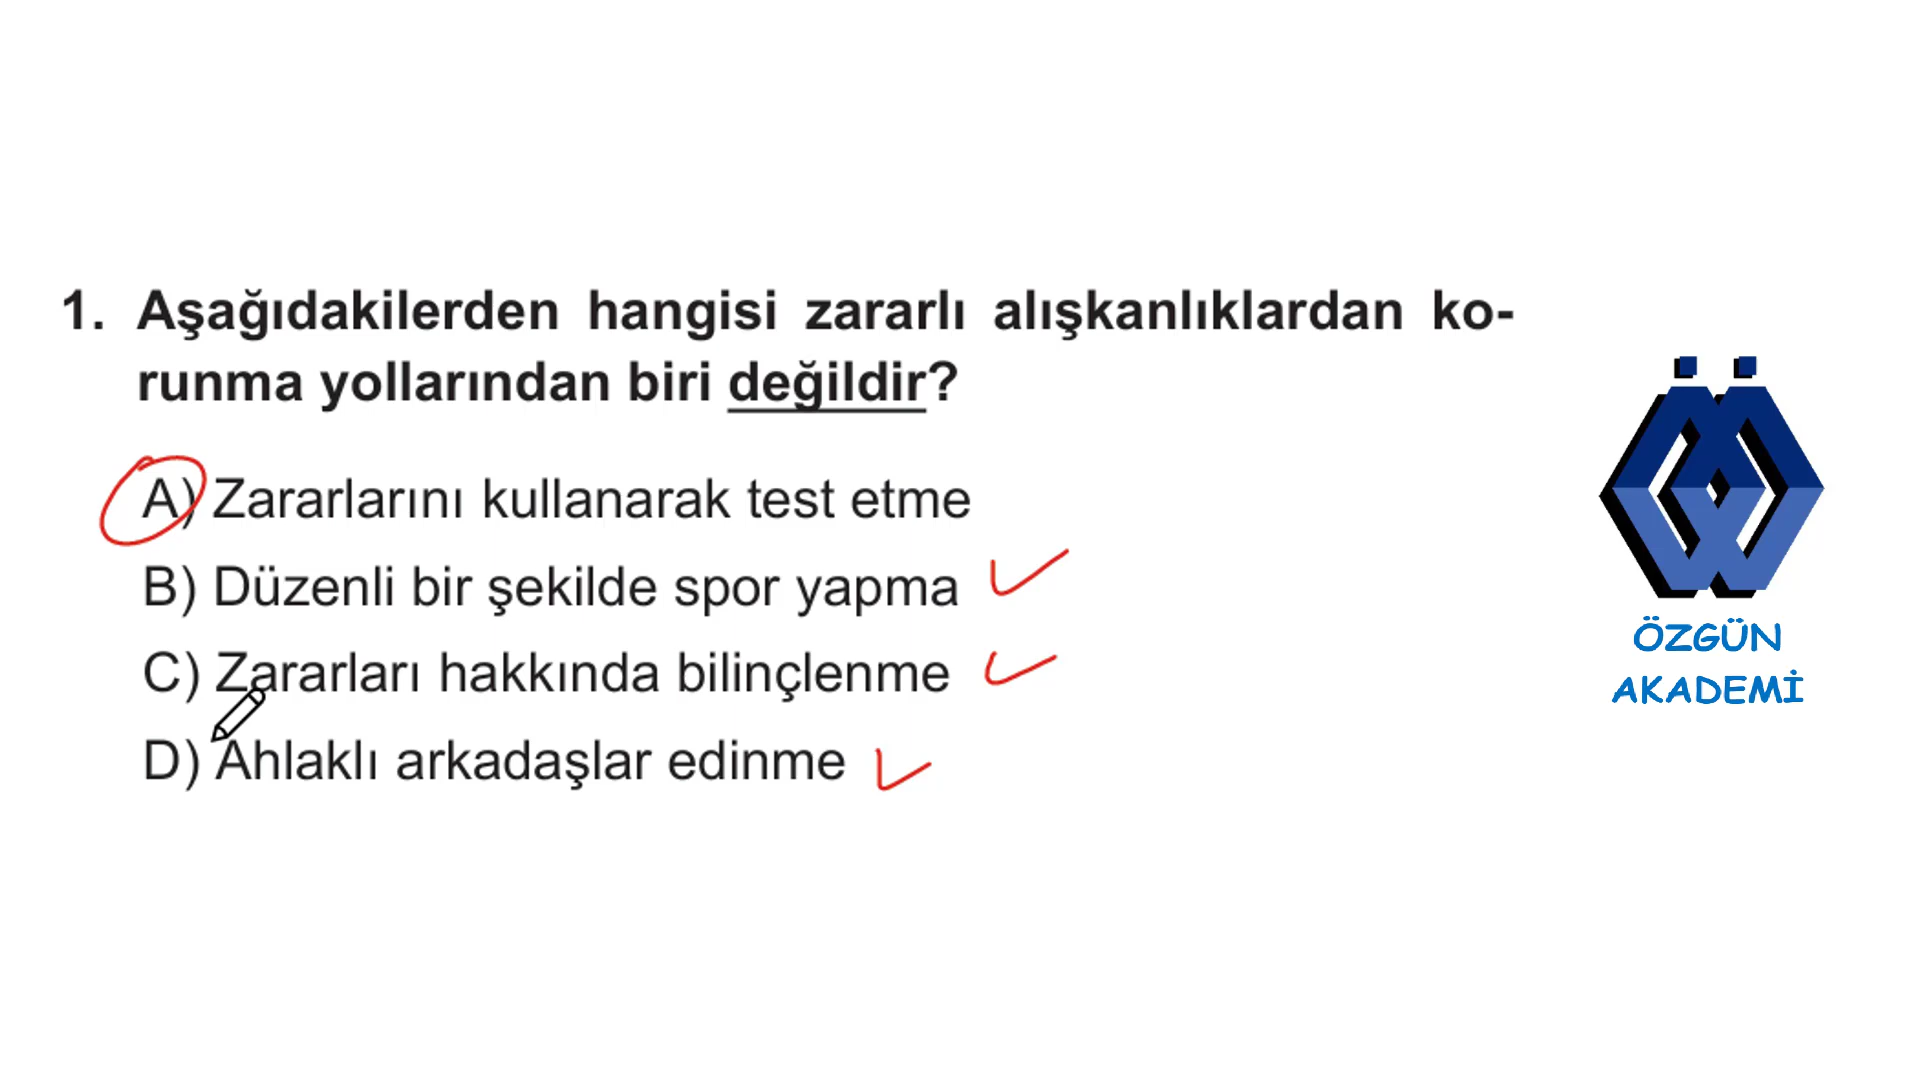 1. Aşağıdakilerden hangisi zararlı alışkanlıklardan ko-
runma yollarından biri değildir?
A) Zararlarını kullanarak test etme
B) Düzenli bir şekilde spor yapma
C) Zararları hakkında bilinçlenme
D) Ahlaklı arkadaşlar edinme
ÖZGÜN
AKADEMİ